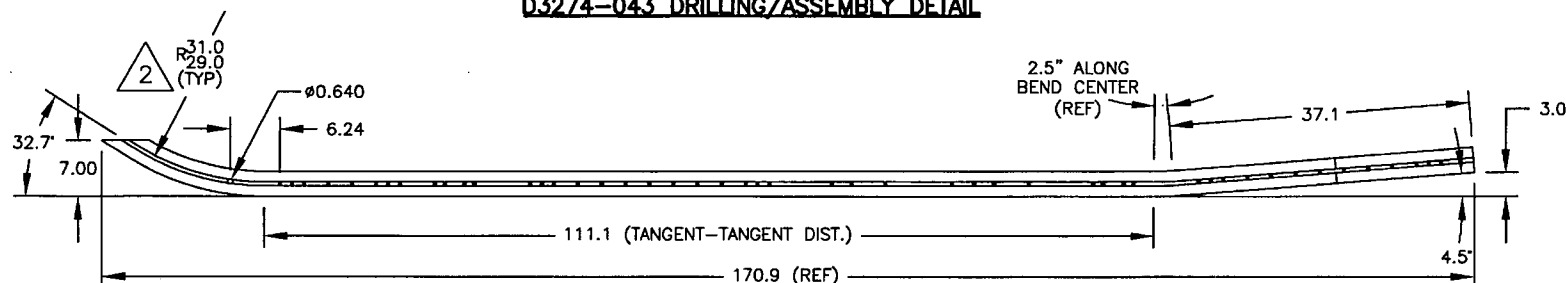 D3274-043 DRILLING/ASSEMBLY DETAIL
2
R31.0
29.0
(TYP)
ø0.640
6.24
2.5" ALONG
BEND CENTER
(REF)
37.1
3.0
32.7°
7.00
111.1 (TANGENT-TANGENT DIST.)
4.5°
170.9 (REF)